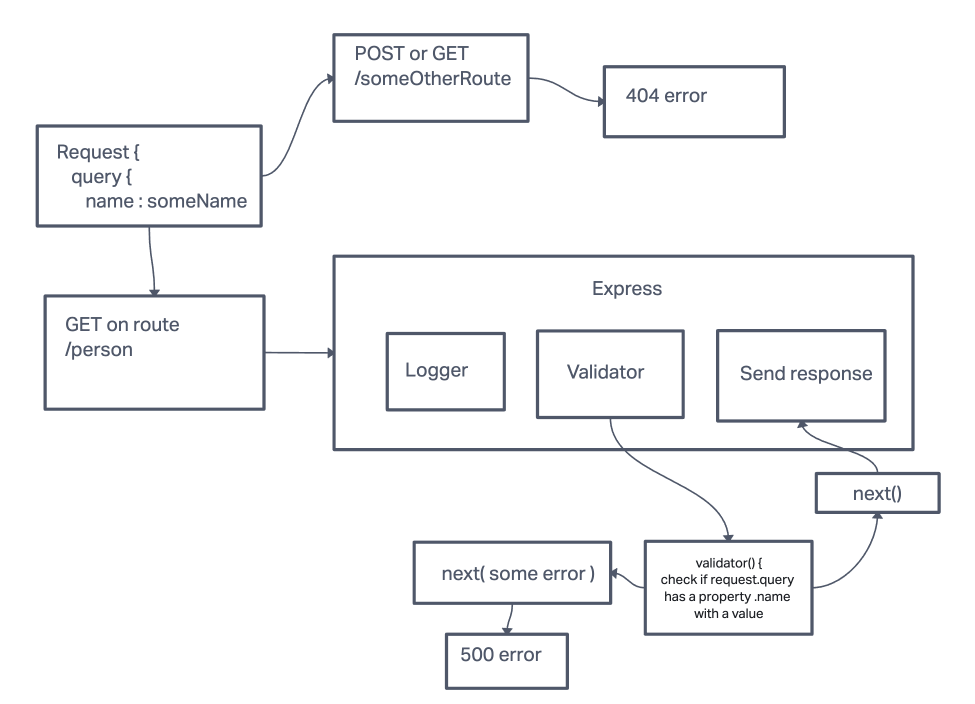 POST or GET
/someOtherRoute
404 error
Request {
query {
name : someName
GET on route
/person
Express
Logger
Validator
Send response
next()
validator() {
check if request.query
has a property .name
with a value
next( some error )
500 error